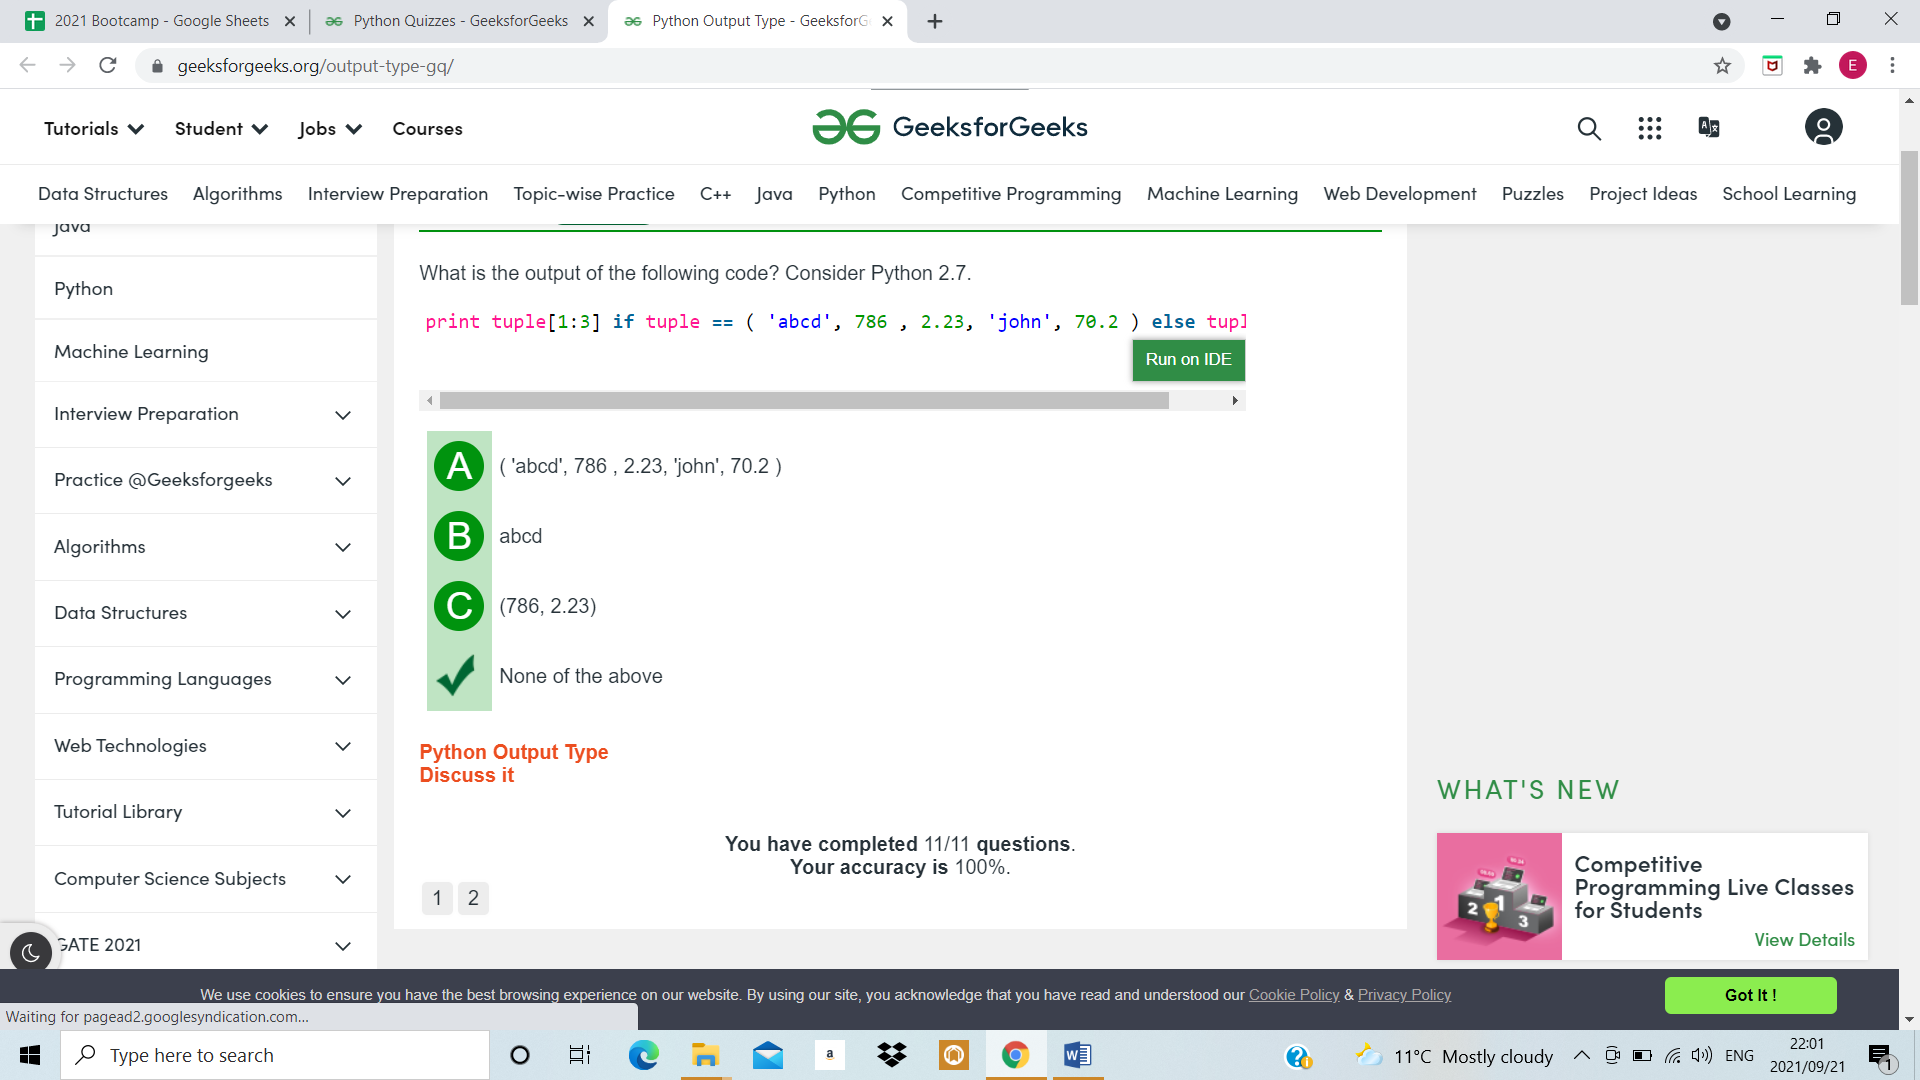 2021 Bootcamp - Google Sheets
Python Quizzes - GeeksforGeeks
Python Output Type - GeeksforG
geeksforgeeks.org/output-type-gq/
E
Tutorials
Student
Jobs
Courses
GeeksforGeeks
Data Structures
Algorithms
Interview Preparation
Topic-wise Practice
C++
Java
Python
Competitive Programming
Machine Learning
Web Development
Puzzles
Project Ideas
School Learning
Java
Python
Machine Learning
Interview Preparation
Practice @Geeksforgeeks
Algorithms
Data Structures
Programming Languages
Web Technologies
Tutorial Library
Computer Science Subjects
GATE 2021
What is the output of the following code? Consider Python 2.7.
print tuple[1:3] if tuple == ( 'abcd', 786 , 2.23, 'john', 70.2 ) else tupl
Run on IDE
A ( 'abcd', 786 , 2.23, 'john', 70.2 )
B abcd
C (786, 2.23)
None of the above
Python Output Type
Discuss it
You have completed 11/11 questions.
Your accuracy is 100%.
1 2
WHAT'S NEW
2 1 3
Competitive
Programming Live Classes
for Students
View Details
We use cookies to ensure you have the best browsing experience on our website. By using our site, you acknowledge that you have read and understood our Cookie Policy & Privacy Policy
Got It !
Waiting for pagead2.googlesyndication.com...
Type here to search
a
W
11°C Mostly cloudy
ENG
22:01
2021/09/21
1